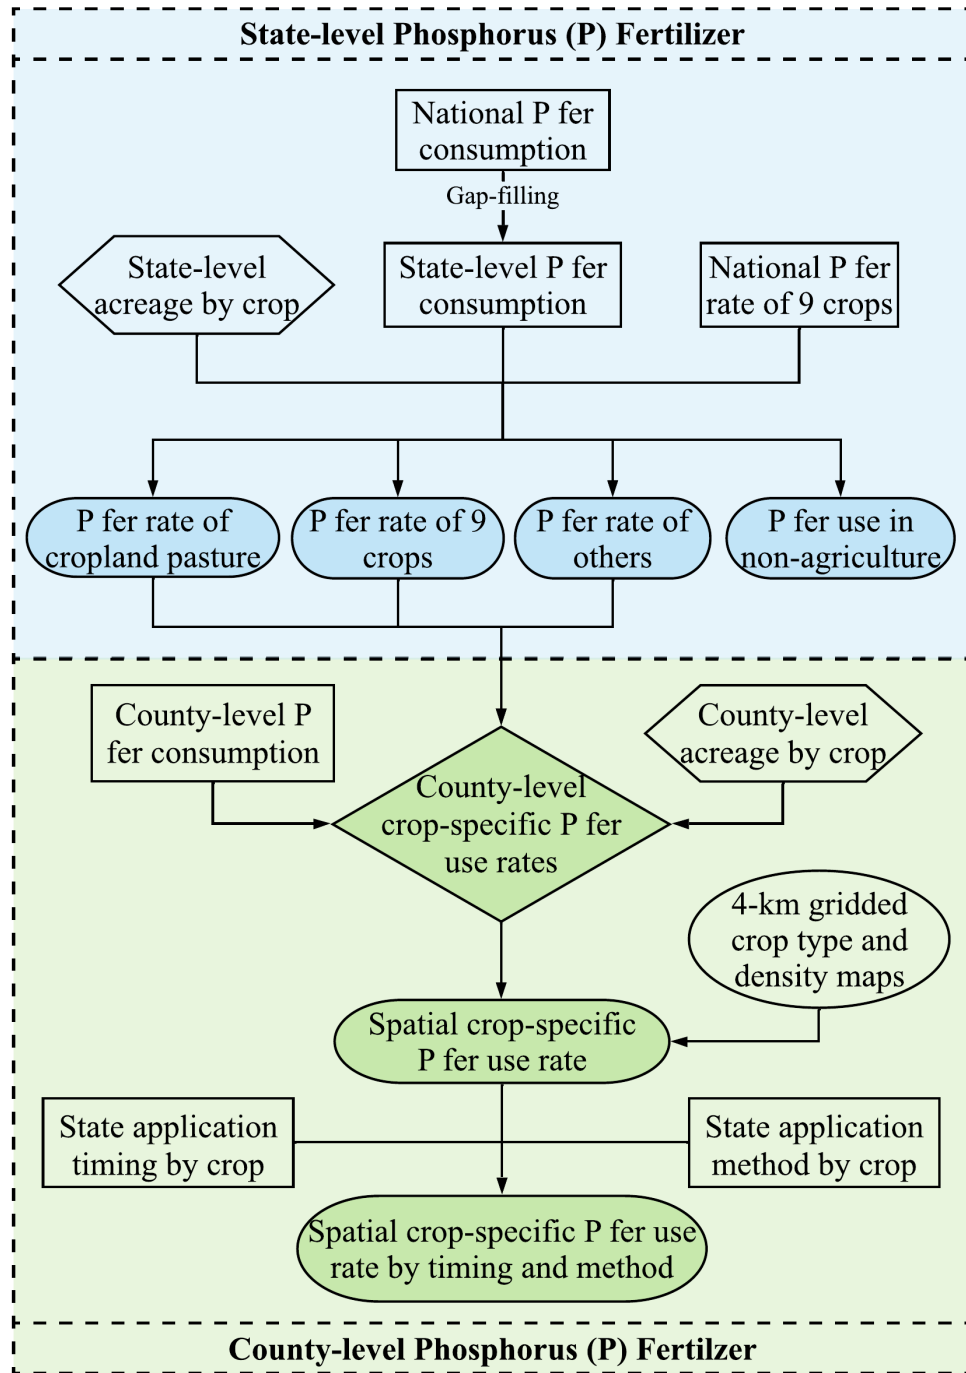 State-level Phosphorus (P) Fertilizer
National P fer
consumption
Gap-filling
State-level
acreage by crop
State-level P fer
consumption
National P fer
rate of 9 crops
P fer rate of
cropland pasture
P fer rate of 9
crops
P fer rate of
others
P fer use in
non-agriculture
County-level P
fer consumption
County-level
acreage by crop
County-level
crop-specific P fer
use rates
4-km gridded
crop type and
density maps
Spatial crop-specific
P fer use rate
State application
timing by crop
State application
method by crop
Spatial crop-specific P fer use
rate by timing and method
County-level Phosphorus (P) Fertilzer